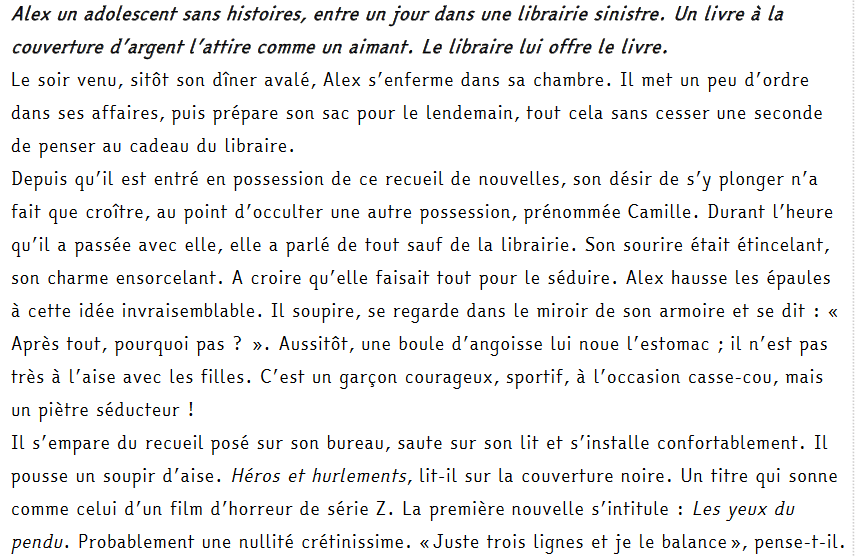 Alex un adolescent sans histoires, entre un jour dans une librairie sinistre. Un livre à la
couverture d'argent l'attire comme un aimant. Le libraire lui offre le livre.
Le soir venu, sitôt son dîner avalé, Alex s'enferme dans sa chambre. Il met un peu d'ordre
dans ses affaires, puis prépare son sac pour le lendemain, tout cela sans cesser une seconde
de penser au cadeau du libraire.
Depuis qu'il est entré en possession de ce recueil de nouvelles, son désir de s'y plonger n'a
fait que croître, au point d'occulter une autre possession, prénommée Camille. Durant l'heure
qu'il a passée avec elle, elle a parlé de tout sauf de la librairie. Son sourire était étincelant,
son charme ensorcelant. A croire qu'elle faisait tout pour le séduire. Alex hausse les épaules
à cette idée invraisemblable. Il soupire, se regarde dans le miroir de son armoire et se dit : «
Après tout, pourquoi pas ? ». Aussitôt, une boule d'angoisse lui noue l'estomac ; il n'est pas
très à l'aise avec les filles. C'est un garçon courageux, sportif, à l'occasion casse-cou, mais
un piètre séducteur !
Il s'empare du recueil posé sur son bureau, saute sur son lit et s'installe confortablement. Il
pousse un soupir d'aise. Héros et hurlements, lit-il sur la couverture noire. Un titre qui sonne
comme celui d'un film d'horreur de série Z. La première nouvelle s'intitule : Les yeux du
pendu. Probablement une nullité crétinissime. «Juste trois lignes et je le balance», pense-t-il.